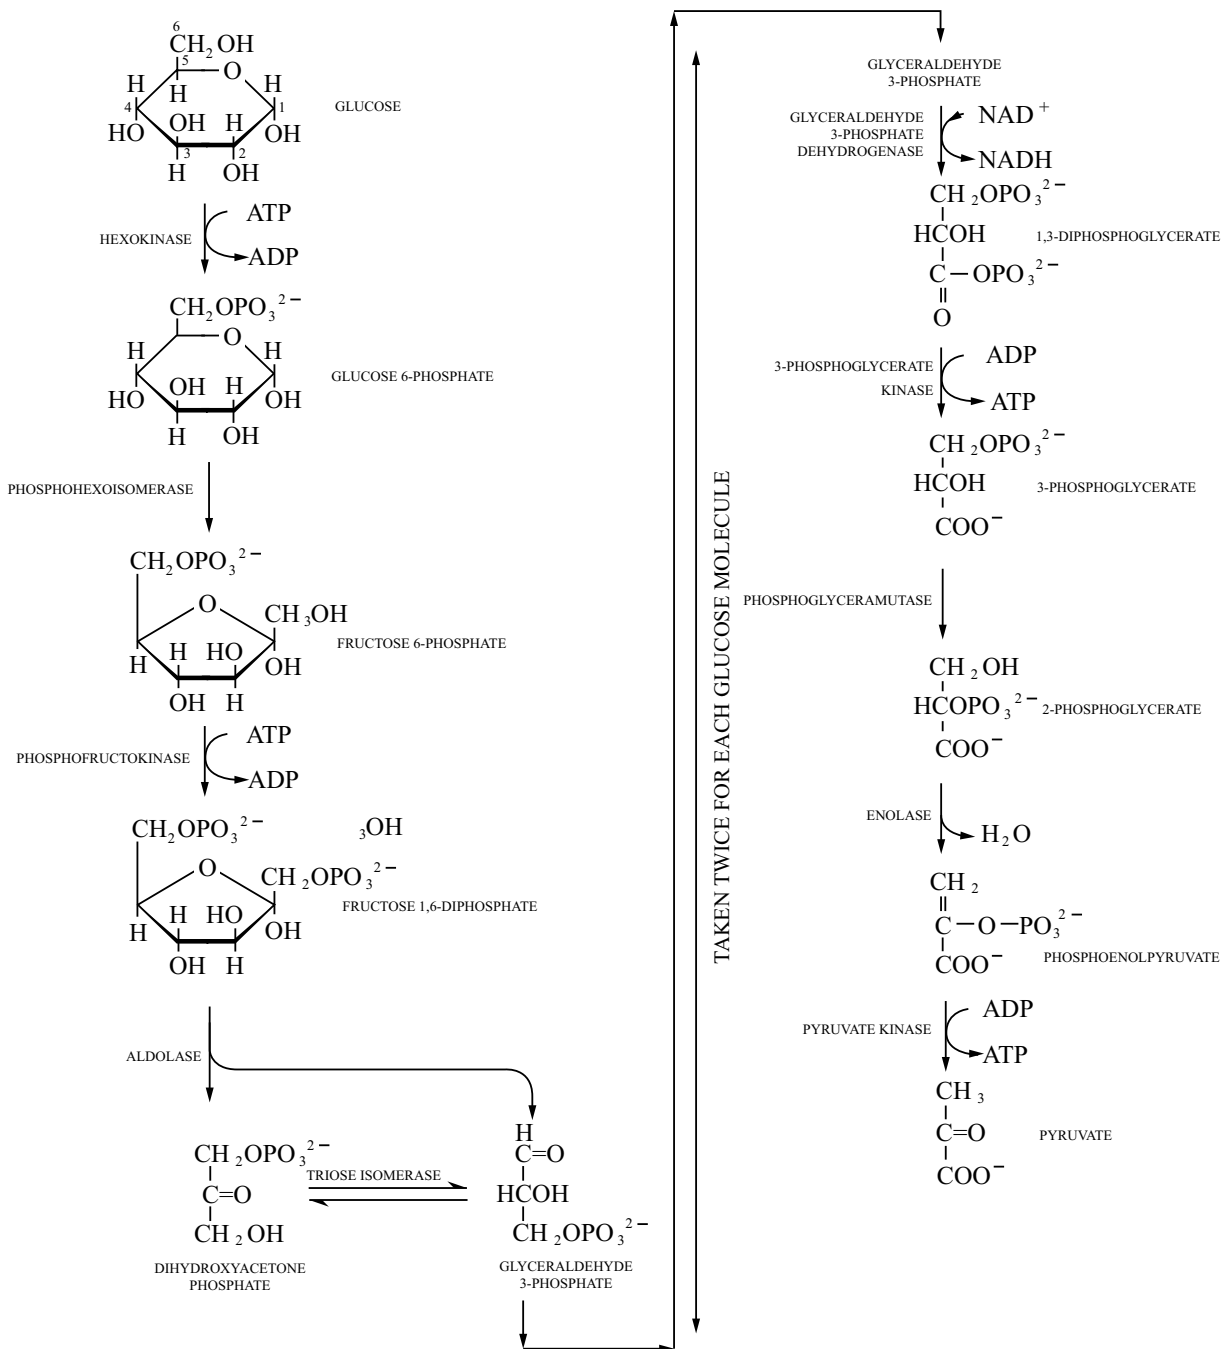 6
CH2OH
5
O
H
H
H
4
1
OH
H
HO
OH
3
2
H
OH
GLUCOSE
ATP
HEXOKINASE
ADP
CH2OPO3 2−
O
H
H
OH
H
HO
OH
H
OH
GLUCOSE 6-PHOSPHATE
PHOSPHOHEXOISOMERASE
CH2OPO3 2−
O
CH3OH
H
HO
H
OH
OH
H
FRUCTOSE 6-PHOSPHATE
ATP
PHOSPHOFRUCTOKINASE
ADP
CH2OPO3 2−
3OH
O
CH2OPO3 2−
H
HO
H
OH
OH
H
FRUCTOSE 1,6-DIPHOSPHATE
ALDOLASE
CH2OPO3 2−
C=O
CH2OH
DIHYDROXYACETONE
PHOSPHATE
TRIOSE ISOMERASE
H
C=O
HCOH
CH2OPO3 2−
GLYCERALDEHYDE
3-PHOSPHATE
TAKEN TWICE FOR EACH GLUCOSE MOLECULE
GLYCERALDEHYDE
3-PHOSPHATE
GLYCERALDEHYDE
3-PHOSPHATE
DEHYDROGENASE
NAD+
NADH
CH2OPO3 2−
HCOH
C−OPO3 2−
O
1,3-DIPHOSPHOGLYCERATE
3-PHOSPHOGLYCERATE
KINASE
ADP
ATP
CH2OPO3 2−
HCOH
COO−
3-PHOSPHOGLYCERATE
PHOSPHOGLYCERAMUTASE
CH2OH
HCOPO3 2−
COO−
2-PHOSPHOGLYCERATE
ENOLASE
H2O
CH2
C−O−PO3 2−
COO−
PHOSPHOENOLPYRUVATE
ADP
PYRUVATE KINASE
ATP
CH3
C=O
COO−
PYRUVATE